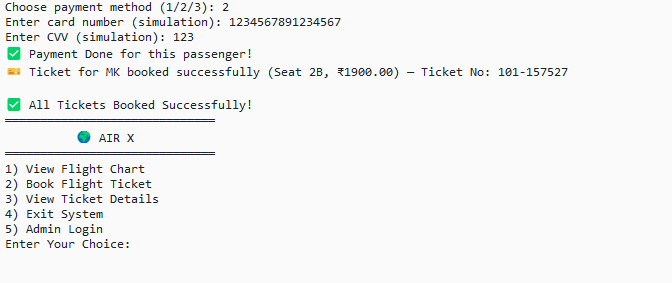 Choose payment method (1/2/3): 2
Enter card number (simulation): 1234567891234567
Enter CVV (simulation): 123
✅ Payment Done for this passenger!
🎫 Ticket for MK booked successfully (Seat 2B, ₹1900.00) — Ticket No: 101-157527
✅ All Tickets Booked Successfully!
══════════════════════════════
🌍 AIR X
══════════════════════════════
1) View Flight Chart
2) Book Flight Ticket
3) View Ticket Details
4) Exit System
5) Admin Login
Enter Your Choice: